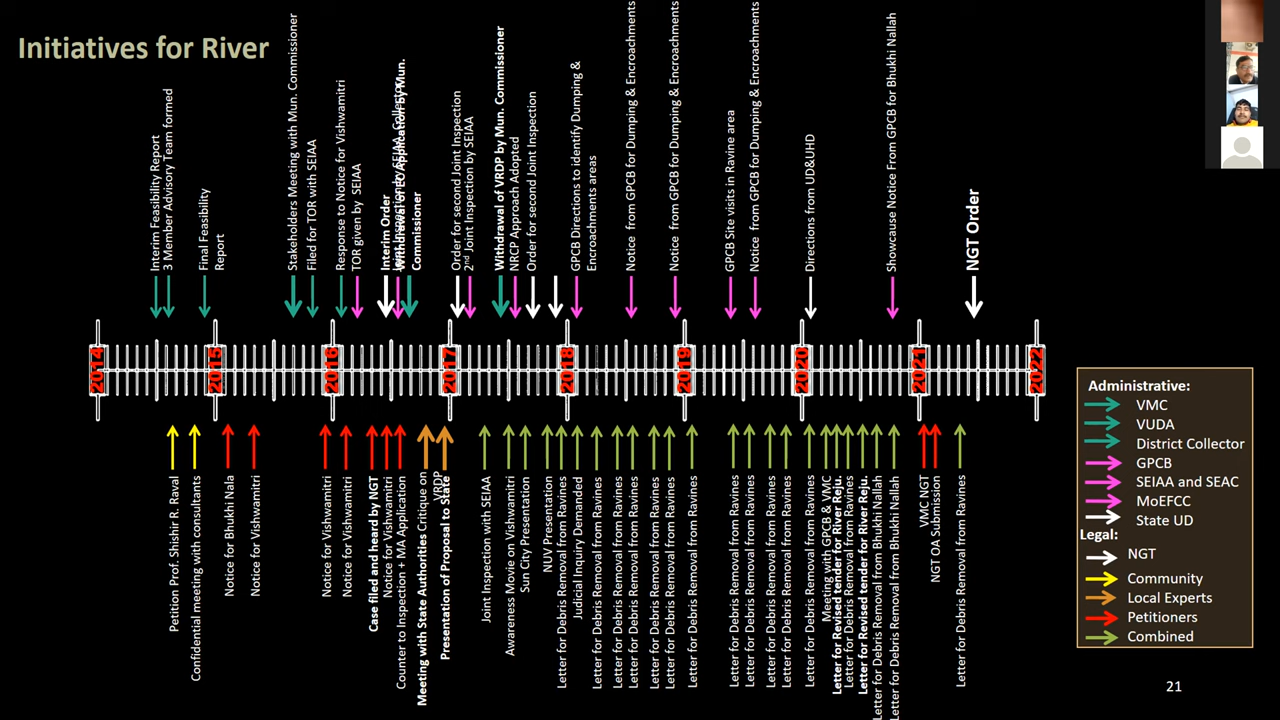 Initiatives for River
Interim Feasibility Report
3 Member Advisory Team formed
Final Feasibility
Report
Stakeholders Meeting with Mun. Commissioner
Filed for TOR with SEIAA
Response to Notice for Vishwamitri
TOR given by SEIAA
Interim Order
Withdrawal of EC Application by Mun.
Commissioner
Order for second Joint Inspection
2nd Joint Inspection by SEIAA
Withdrawal of VRDP by Mun. Commissioner
NRCP Approach Adopted
Order for second Joint Inspection
GPCB Directions to identify Dumping &
Encroachments areas
Notice from GPCB for Dumping & Encroachments
Notice from GPCB for Dumping & Encroachments
GPCB Site visits in Ravine area
Notice from GPCB for Dumping & Encroachments
Directions from UD&UHD
Showcause Notice From GPCB for Bhukhi Nallah
NGT Order
2014
2015
2016
2017
2018
2019
2020
2021
2022
Petition Prof. Shishir R. Raval
Confidential meeting with consultants
Notice for Bhukhi Nala
Notice for Vishwamitri
Notice for Vishwamitri
Notice for Vishwamitri
Case filed and heard by NGT
Notice for Vishwamitri
Counter to Inspection + MA Application
Meeting with State Authorities Critique on
VRDP
Presentation of Proposal to State
Joint Inspection with SEIAA
Awareness Movie on Vishwamitri
Sun City Presentation
NUV Presentation
Letter for Debris Removal from Ravines
Judicial Inquiry Demanded
Letter for Debris Removal from Ravines
Letter for Debris Removal from Ravines
Letter for Debris Removal from Ravines
Letter for Debris Removal from Ravines
Letter for Debris Removal from Ravines
Letter for Debris Removal from Ravines
Letter for Debris Removal from Ravines
Letter for Debris Removal from Ravines
Letter for Debris Removal from Ravines
Letter for Debris Removal from Ravines
Letter for Debris Removal from Ravines
Meeting with GPCB & VMC
Letter for Revised tender for River Reju.
Letter for Debris Removal from Ravines
Letter for Revised tender for River Reju.
Letter for Debris Removal from Bhukhi Nallah
Letter for Debris Removal from Bhukhi Nallah
VMC NGT
NGT OA Submission
Letter for Debris Removal from Ravines
Administrative:
VMC
VUDA
District Collector
GPCB
SEIAA and SEAC
MoEFCC
State UD
Legal:
NGT
Community
Local Experts
Petitioners
Combined
21